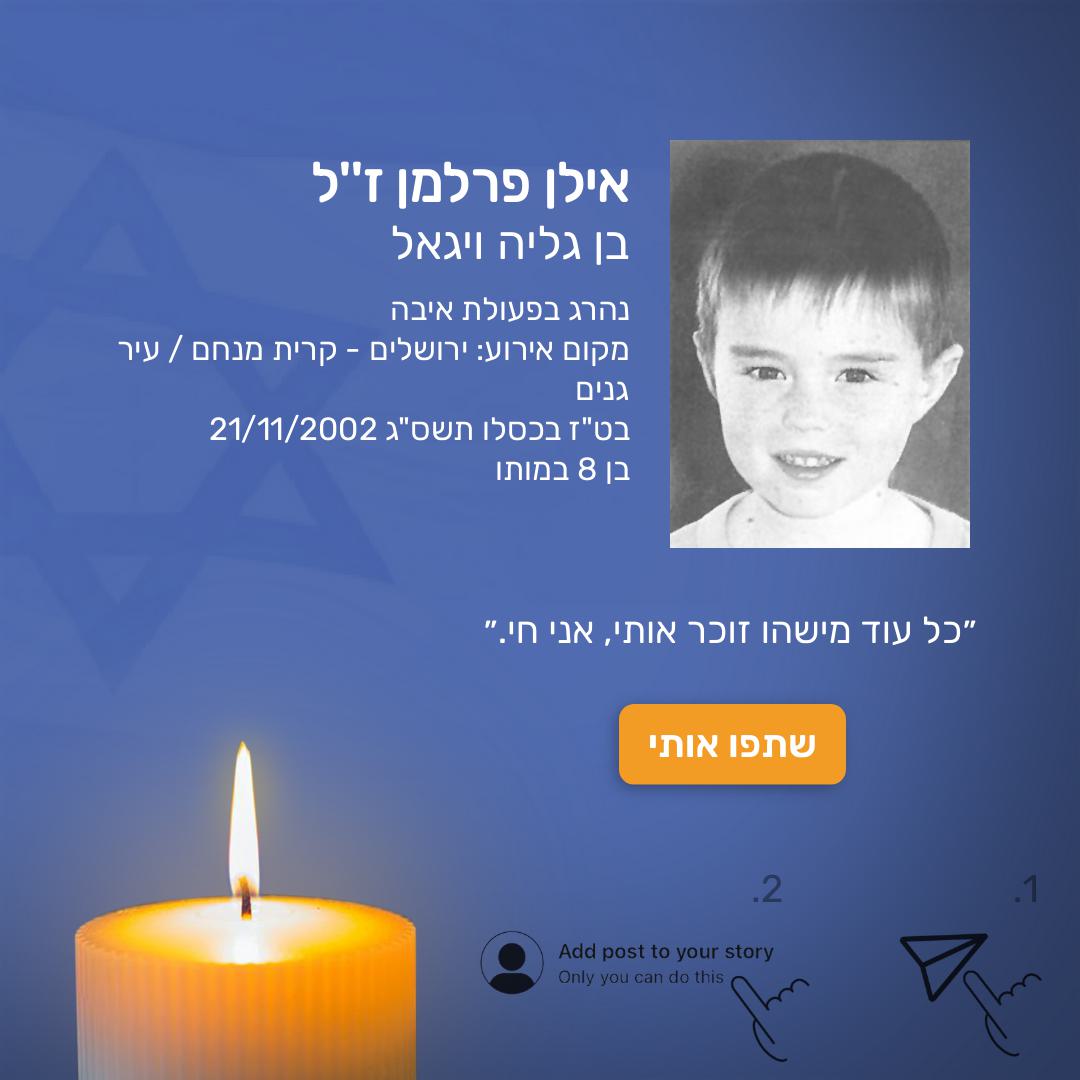 אילן פרלמן ז"ל
בן גליה ויגאל
נהרג בפעולת איבה
מקום אירוע: ירושלים - קרית מנחם / עיר
גנים
בט"ז בכסלו תשס"ג 21/11/2002
בן 8 במותו
״כל עוד מישהו זוכר אותי, אני חי.״
שתפו אותי
1.
2.
Add post to your story
Only you can do this